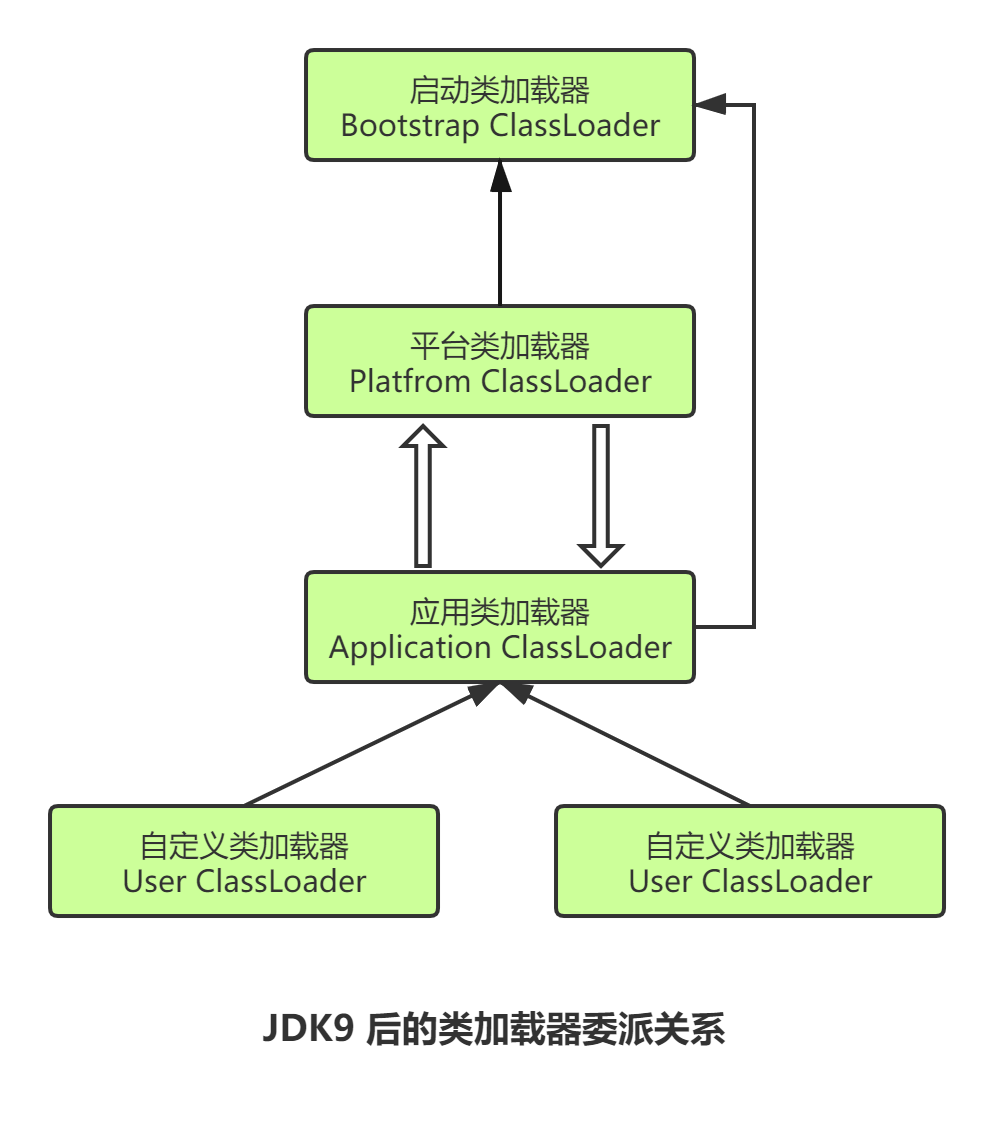 启动类加载器
Bootstrap ClassLoader
平台类加载器
Platfrom ClassLoader
应用类加载器
Application ClassLoader
自定义类加载器
User ClassLoader
自定义类加载器
User ClassLoader
JDK9 后的类加载器委派关系